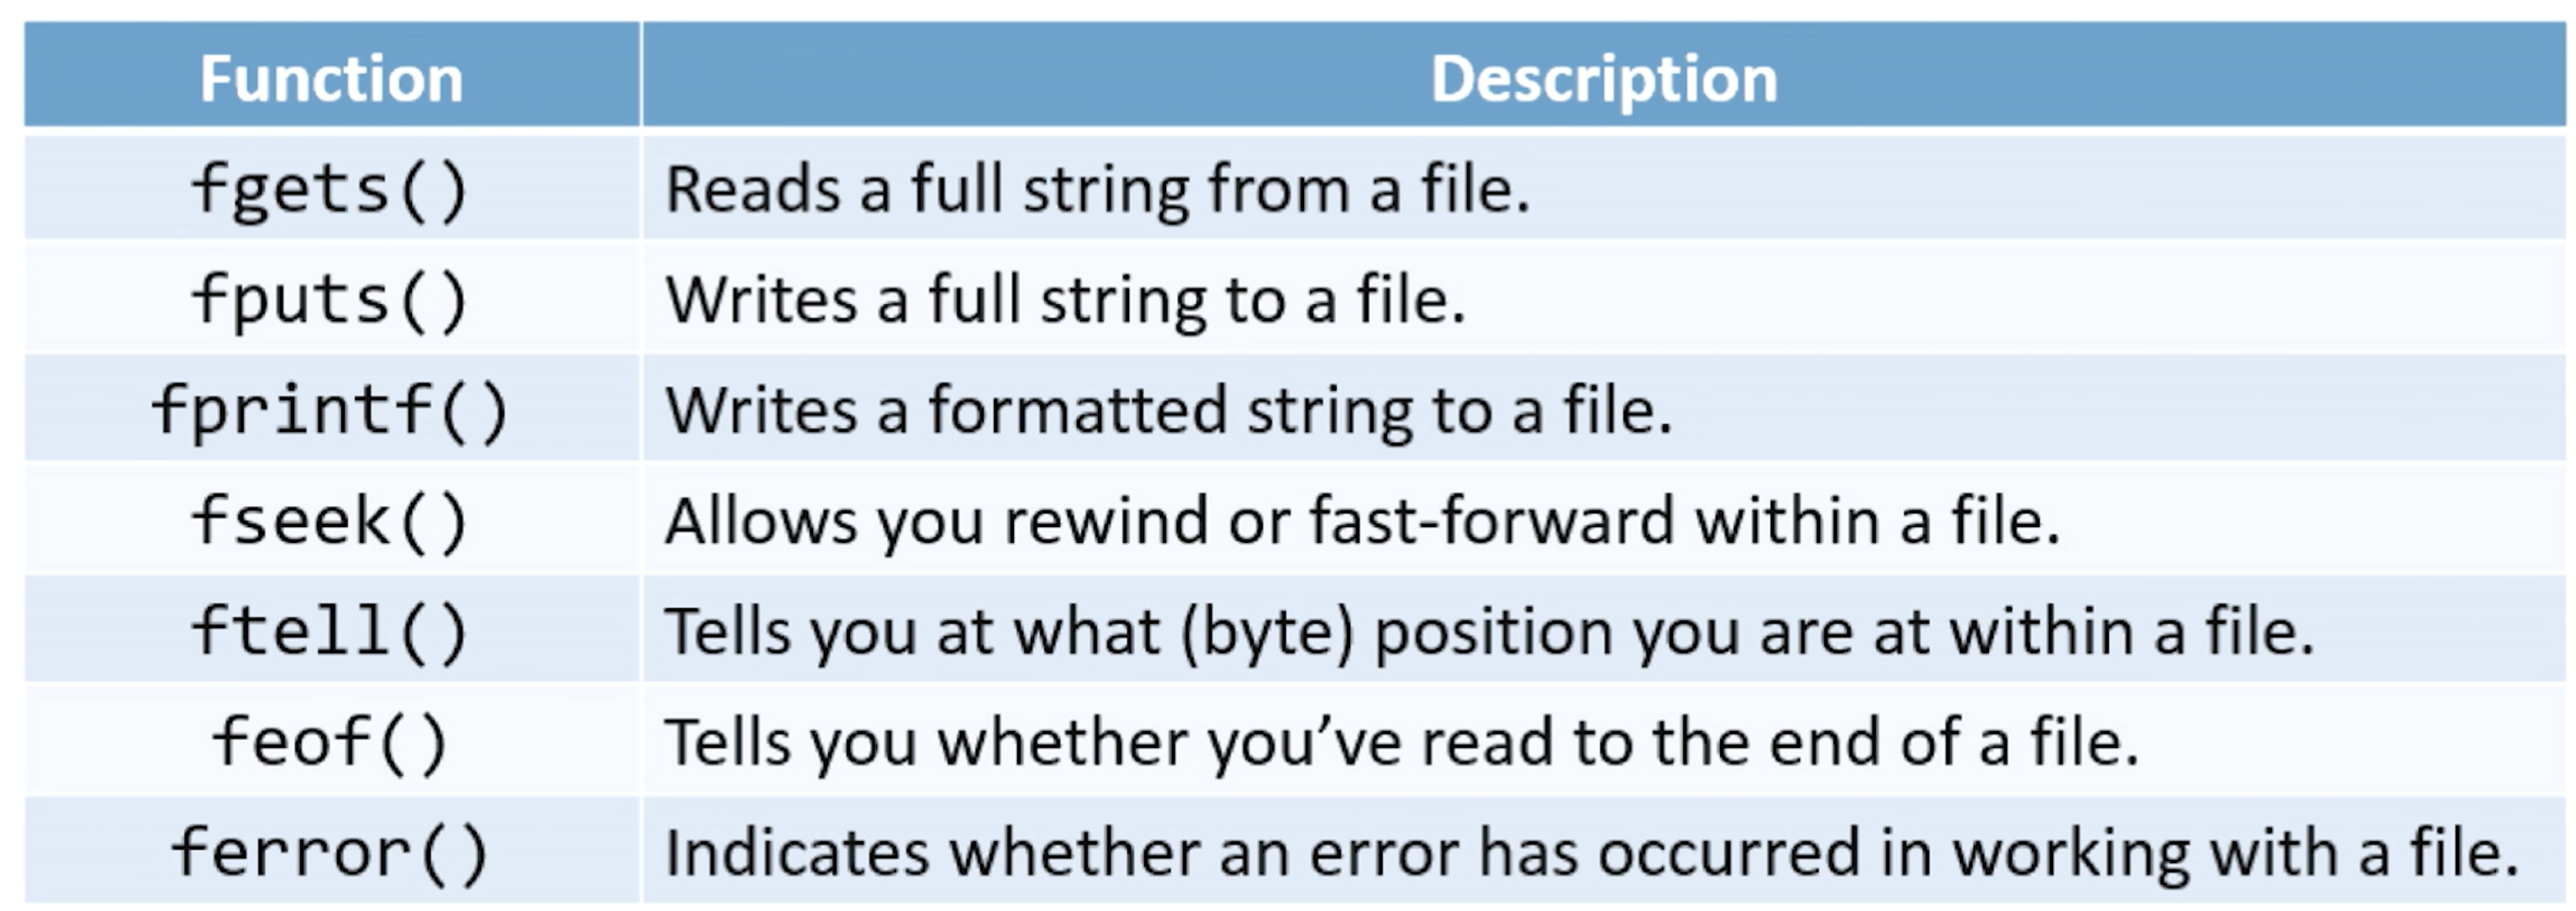 Function Description
fgets() Reads a full string from a file.
fputs() Writes a full string to a file.
fprintf() Writes a formatted string to a file.
fseek() Allows you rewind or fast-forward within a file.
ftell() Tells you at what (byte) position you are at within a file.
feof() Tells you whether you’ve read to the end of a file.
ferror() Indicates whether an error has occurred in working with a file.